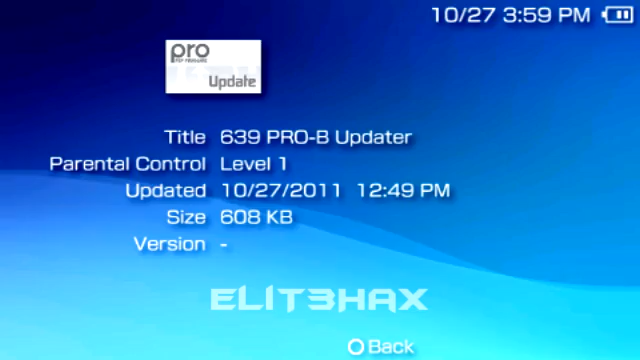 10/27 3:59 PM
pro
Update
Title 639 PRO-B Updater
Parental Control Level 1
Updated 10/27/2011 12:49 PM
Size 608 KB
Version -
ELIT3HAX
Back